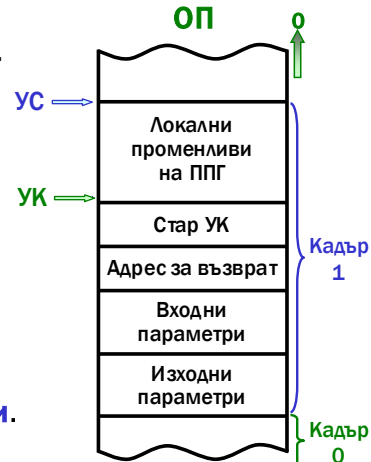 ОП
о
.
УС
Локални
променливи
на ППГ
УК
Стар УК
Адрес за възврат
Кадър
1
Входни
параметри
Изходни
параметри
и.
Кадър
0